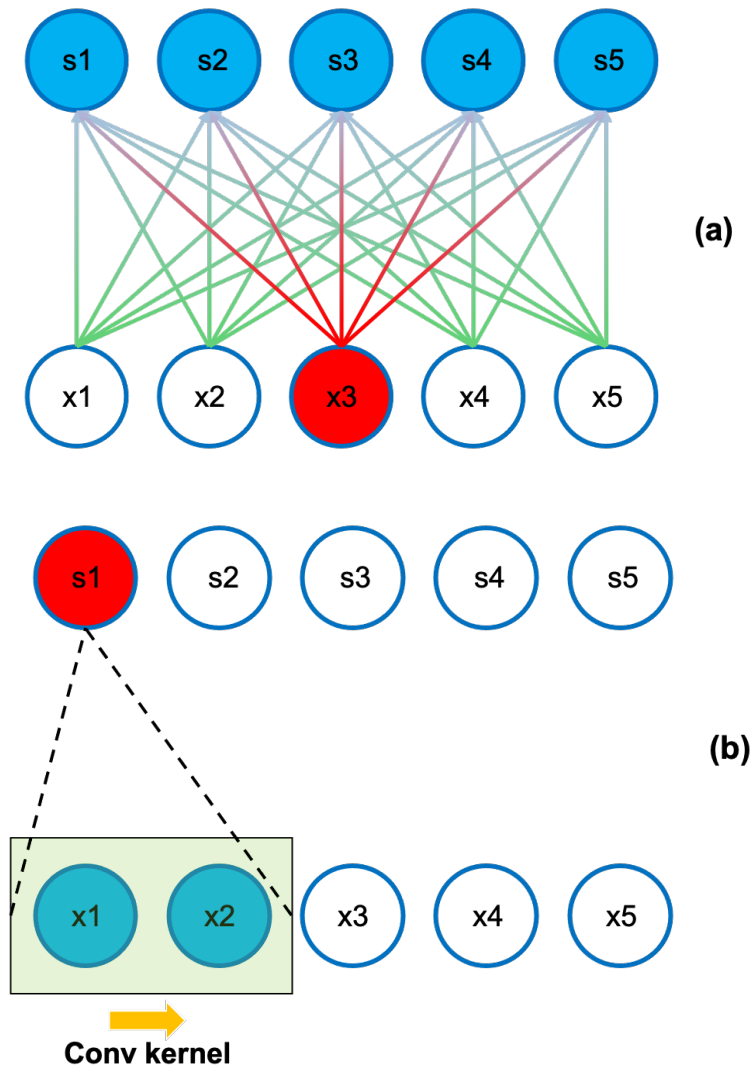 s1 s2 s3 s4 s5
(a)
x1 x2 x3 x4 x5
s1 s2 s3 s4 s5
(b)
x1 x2 x3 x4 x5
Conv kernel